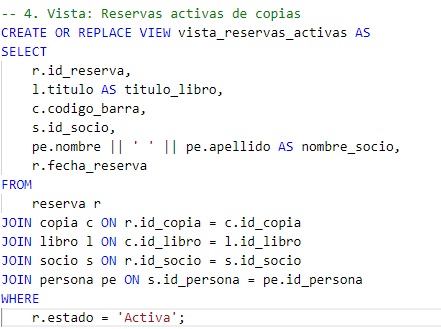 -- 4. Vista: Reservas activas de copias
CREATE OR REPLACE VIEW vista_reservas_activas AS
SELECT
    r.id_reserva,
    l.titulo AS titulo_libro,
    c.codigo_barra,
    s.id_socio,
    pe.nombre || ' ' || pe.apellido AS nombre_socio,
    r.fecha_reserva
FROM
    reserva r
JOIN copia c ON r.id_copia = c.id_copia
JOIN libro l ON c.id_libro = l.id_libro
JOIN socio s ON r.id_socio = s.id_socio
JOIN persona pe ON s.id_persona = pe.id_persona
WHERE
    r.estado = 'Activa';